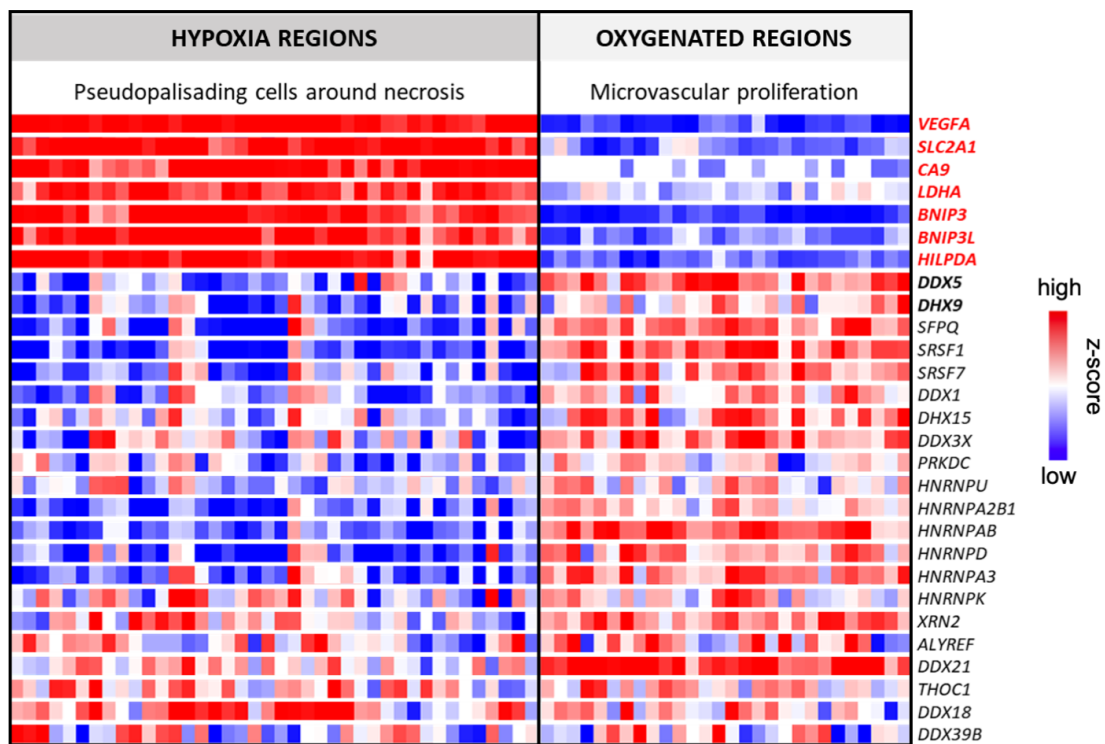 HYPOXIA REGIONS
OXYGENATED REGIONS
Pseudopalisading cells around necrosis
Microvascular proliferation
VEGFA
SLC2A1
CA9
LDHA
BNIP3
BNIP3L
HILPDA
DDX5
DHX9
SFPQ
SRSF1
SRSF7
DDX1
DHX15
DDX3X
PRKDC
HNRNPU
HNRNPA2B1
HNRNPAB
HNRNPD
HNRNPA3
HNRNPK
XRN2
ALYREF
DDX21
THOC1
DDX18
DDX39B
high
z-score
low